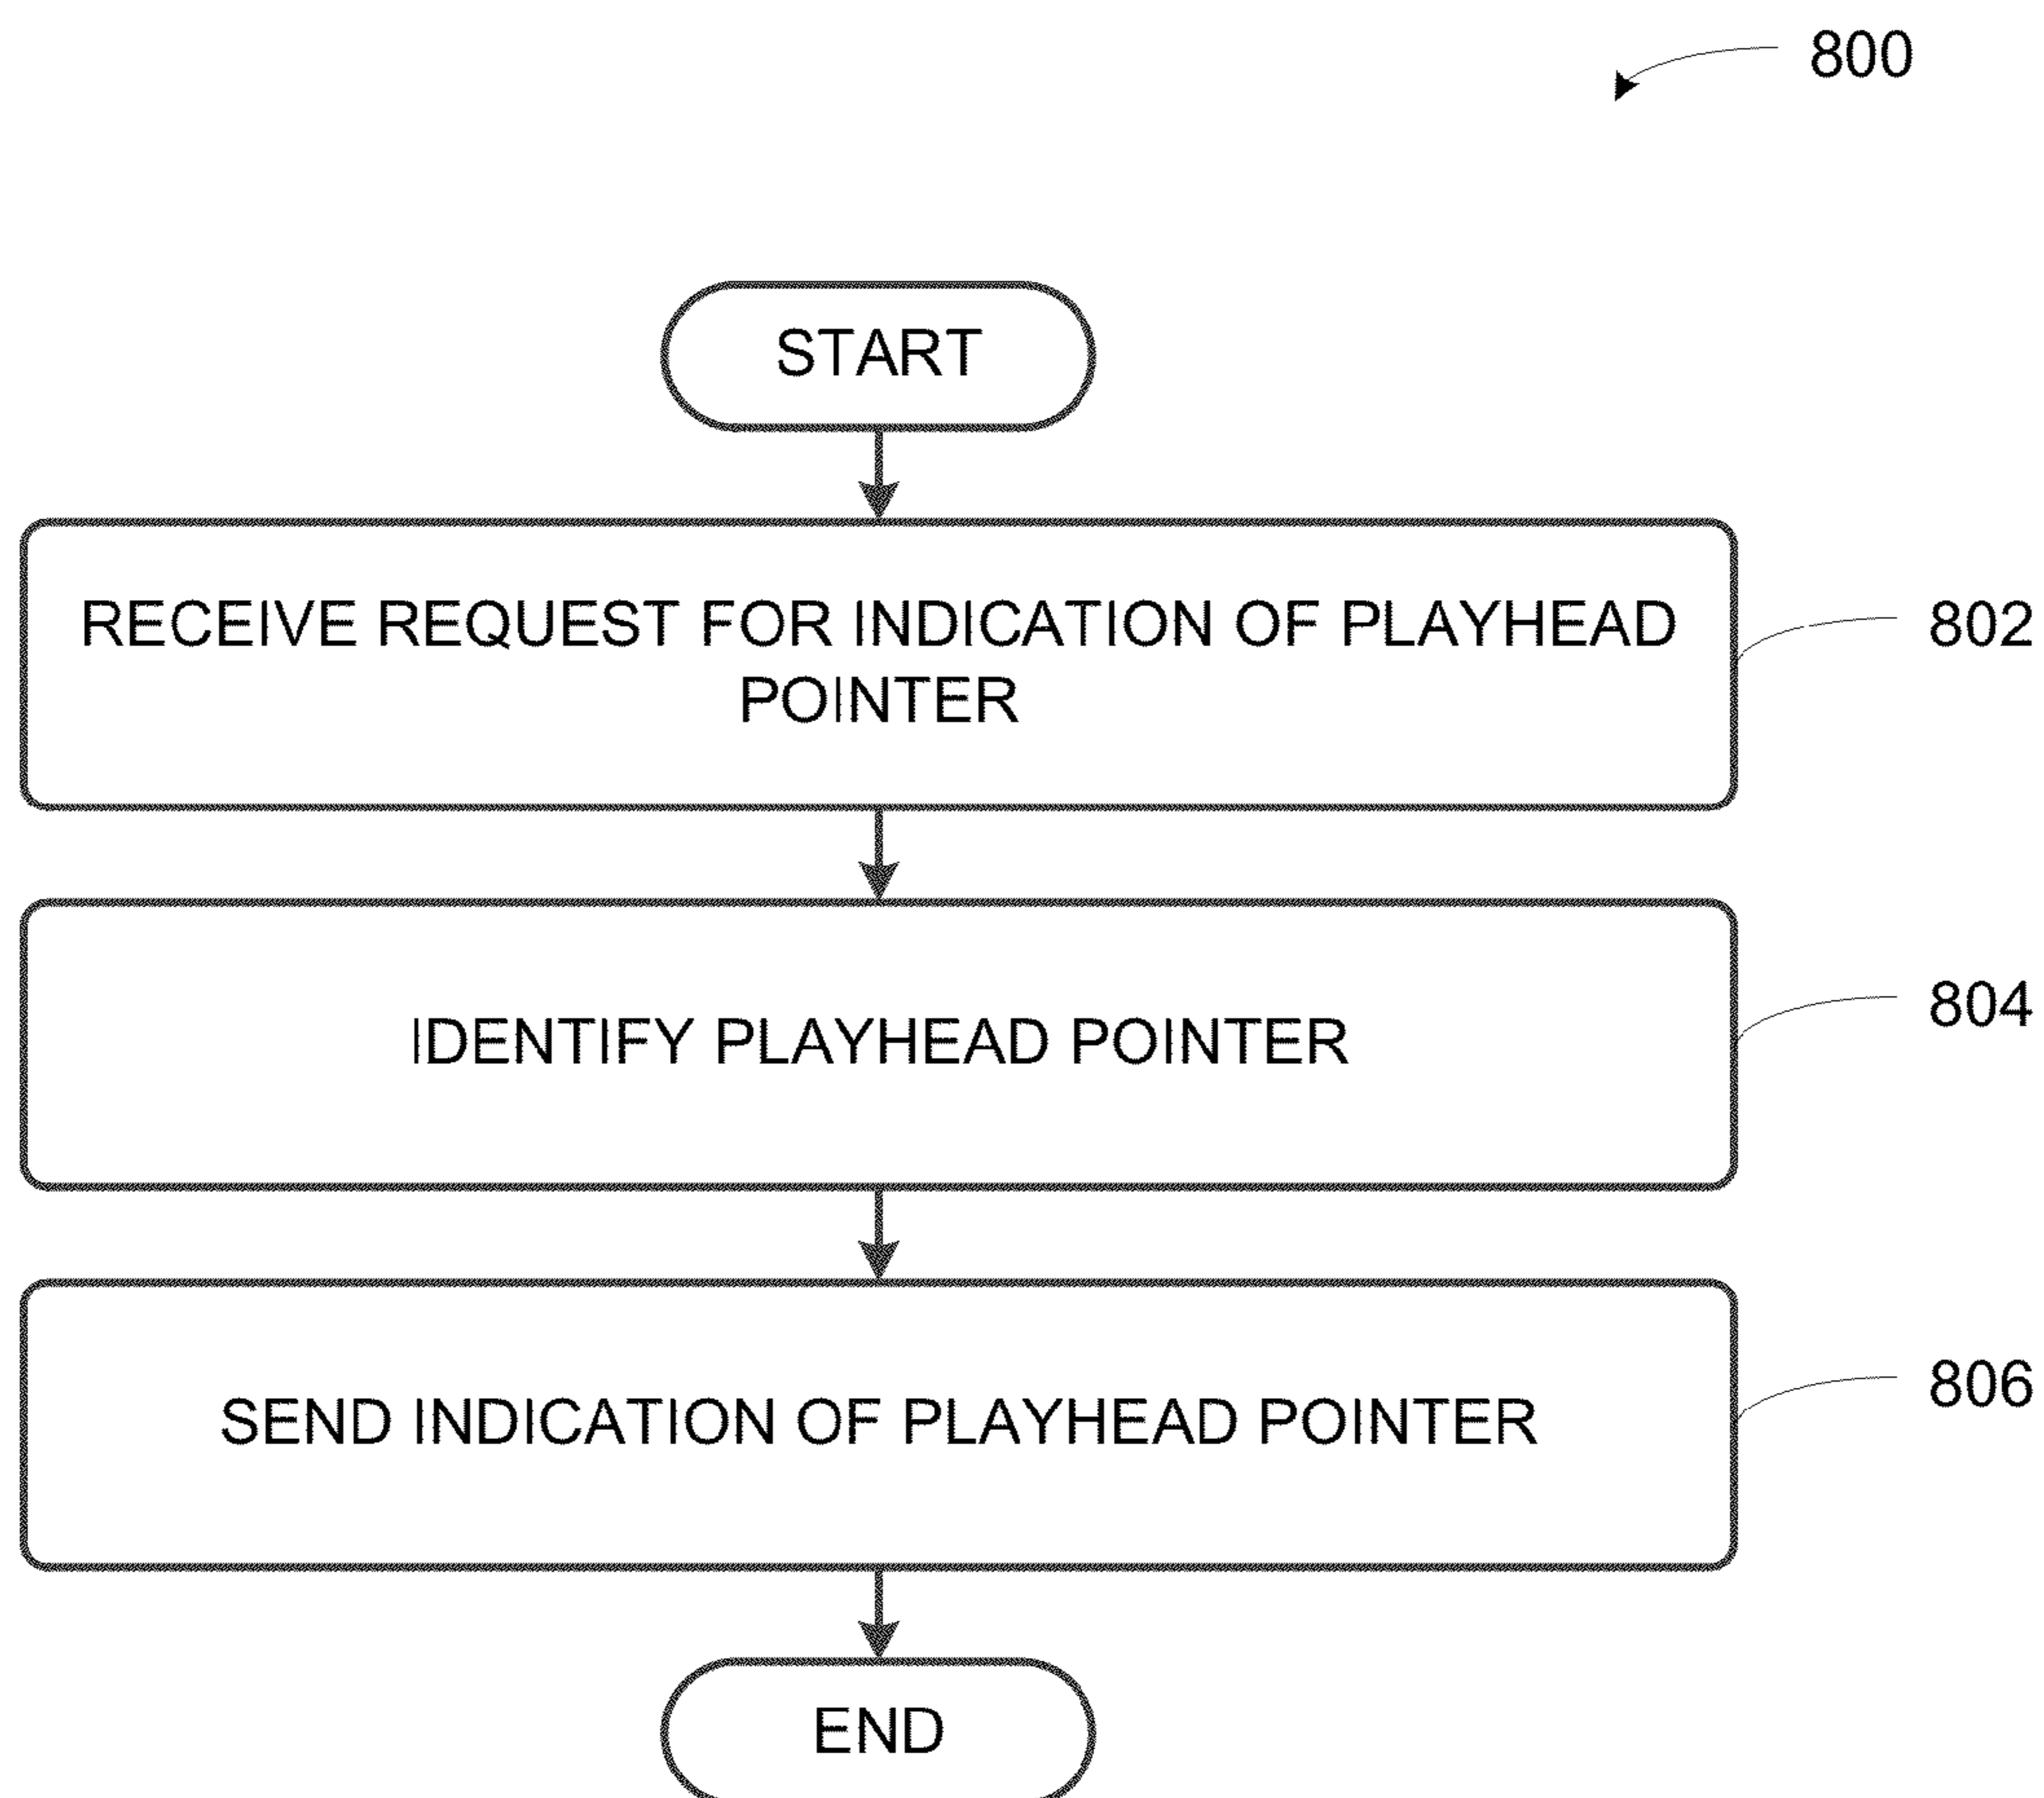 800
START
RECEIVE REQUEST FOR INDICATION OF PLAYHEAD
POINTER
802
IDENTIFY PLAYHEAD POINTER
804
SEND INDICATION OF PLAYHEAD POINTER
806
END